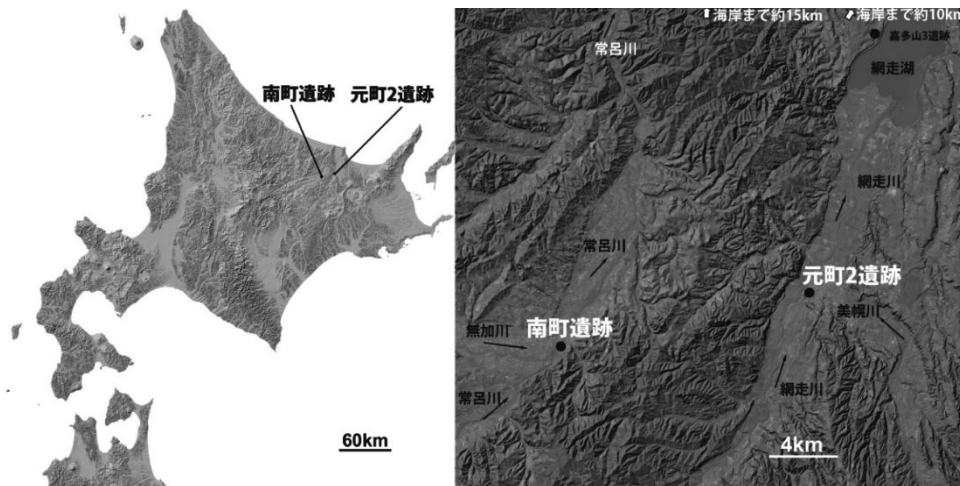 南町遺跡
元町2遺跡
60km
海岸まで約15km
海岸まで約10km
常呂川
嘉多山3遺跡
網走湖
網走川
常呂川
元町2遺跡
美幌川
南町遺跡
無加川
網走川
常呂川
4km